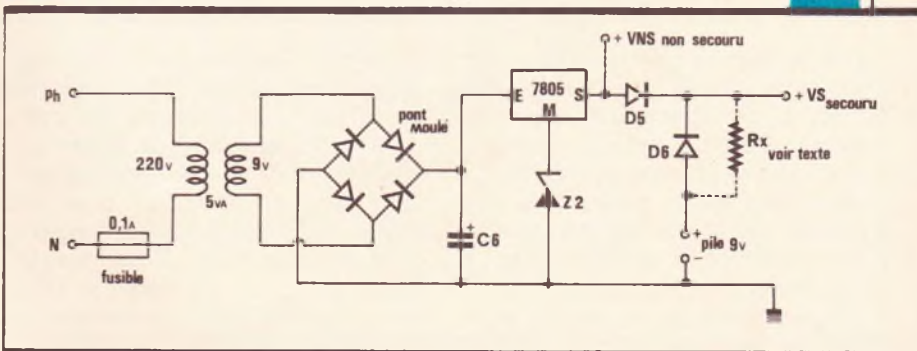 + VNS non secouru
Ph
220v
9v
5VA
pont
moulé
E
7805
S
M
D5
+ VS secouru
D6
Rx
voir texte
Z2
+
C6
N
0,1A
fusible
+
pile 9v
−